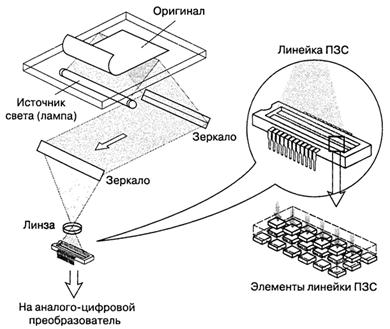 Оригинал
Линейка ПЗС
Источник
света (лампа)
Зеркало
Зеркало
Линза
На аналого-цифровой
преобразователь
Элементы линейки ПЗС